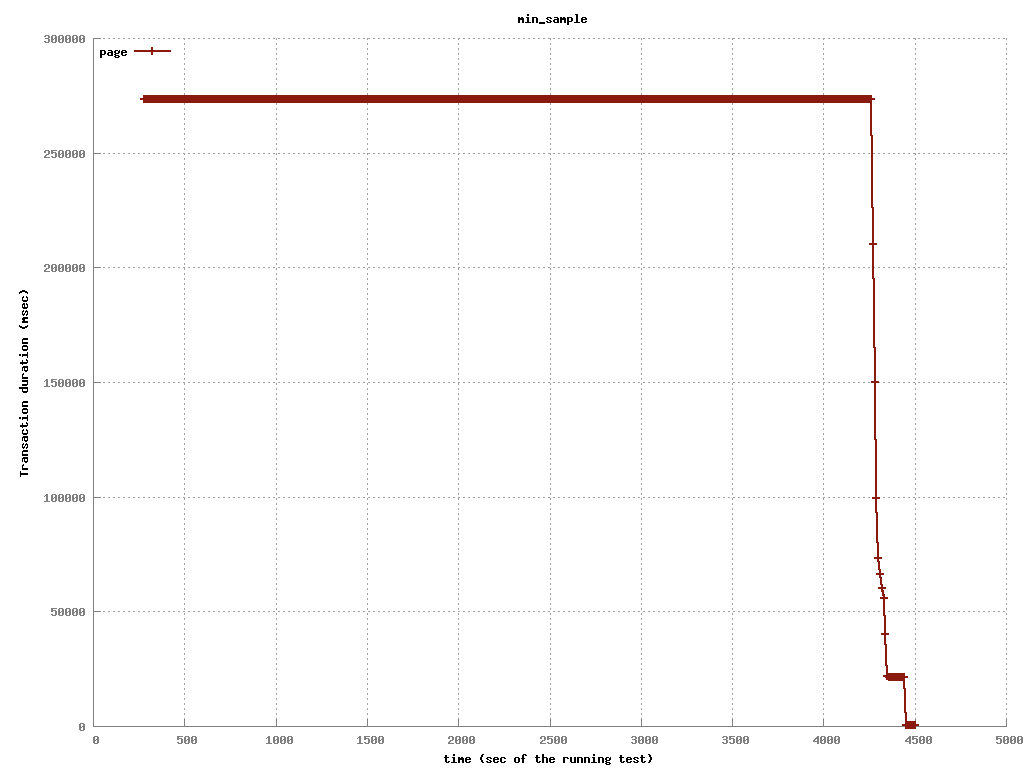 min_sample
page
300000
250000
200000
150000
100000
50000
0
Transaction duration (msec)
0 500 1000 1500 2000 2500 3000 3500 4000 4500 5000
time (sec of the running test)